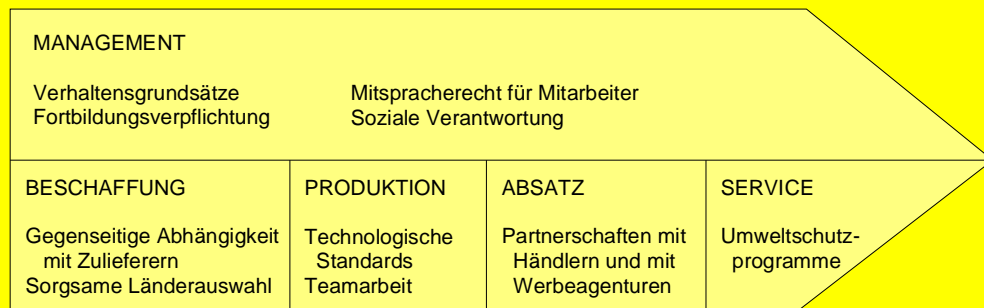 MANAGEMENT
Verhaltensgrundsätze
Fortbildungsverpflichtung
Mitspracherecht für Mitarbeiter
Soziale Verantwortung
BESCHAFFUNG
Gegenseitige Abhängigkeit
mit Zulieferern
Sorgsame Länderauswahl
PRODUKTION
Technologische
Standards
Teamarbeit
ABSATZ
Partnerschaften mit
Händlern und mit
Werbeagenturen
SERVICE
Umweltschutz-
programme